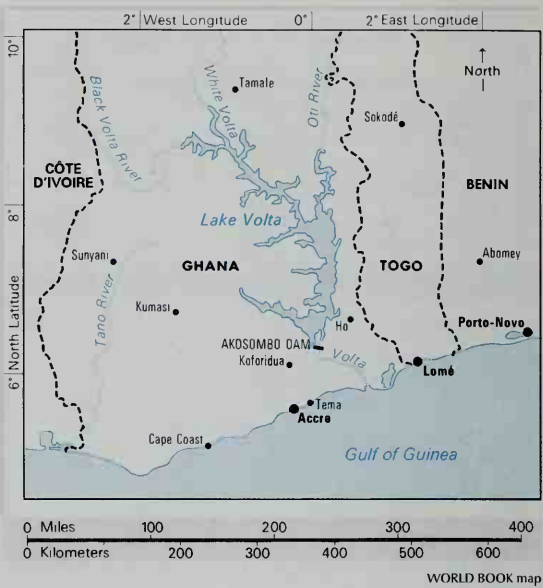 2° West Longitude 0° 2° East Longitude
10°
↑
North
White Volta
Tamale
Oti River
Black Volta River
Sokodé
CÔTE
D'IVOIRE
BENIN
8°
Lake Volta
Sunyani
GHANA
TOGO
Abomey
North Latitude
Tano River
Kumasi
Ho
Porto-Novo
AKOSOMBO DAM
Volta
6°
Koforidua
Lomé
Tema
Accra
Cape Coast
Gulf of Guinea
0 Miles 100 200 300 400
0 Kilometers 200 300 400 500 600
WORLD BOOK map